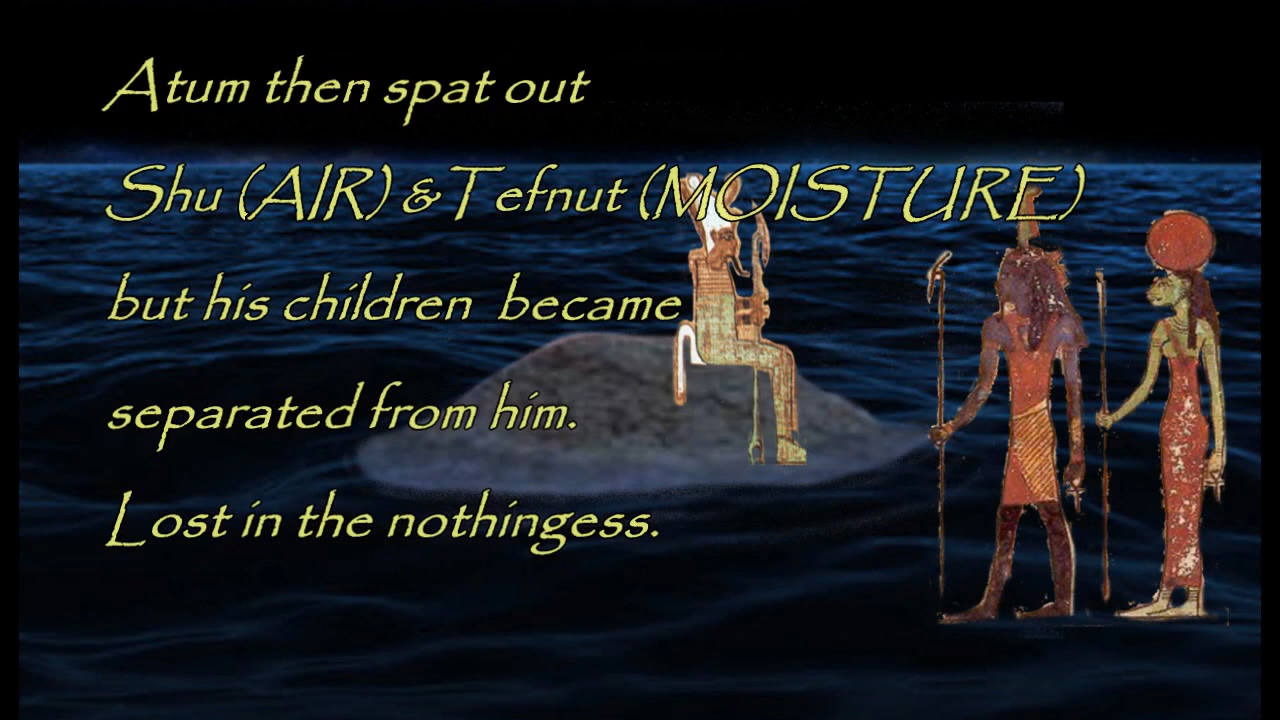 Atum then spat out
Shu (AIR) & Tefnut (MOISTURE)
but his children became
separated from him.
Lost in the nothingess.